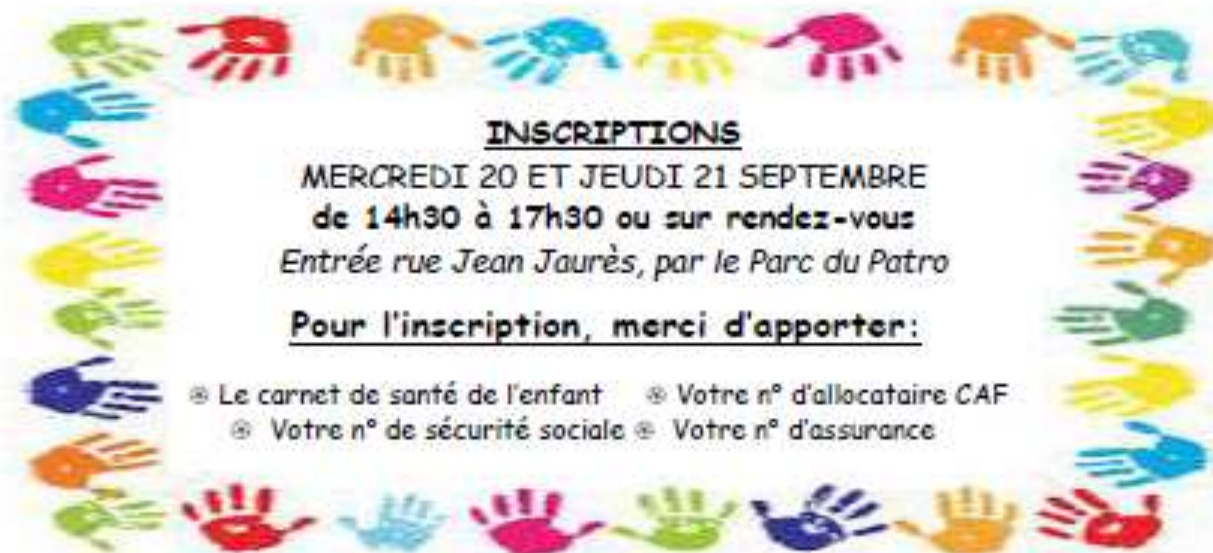 INSCRIPTIONS
MERCREDI 20 ET JEUDI 21 SEPTEMBRE
de 14h30 à 17h30 ou sur rendez-vous
Entrée rue Jean Jaurès, par le Parc du Patro
Pour l'inscription, merci d'apporter:
⊛ Le carnet de santé de l'enfant ⊛ Votre n° d'allocataire CAF
⊛ Votre n° de sécurité sociale ⊛ Votre n° d'assurance